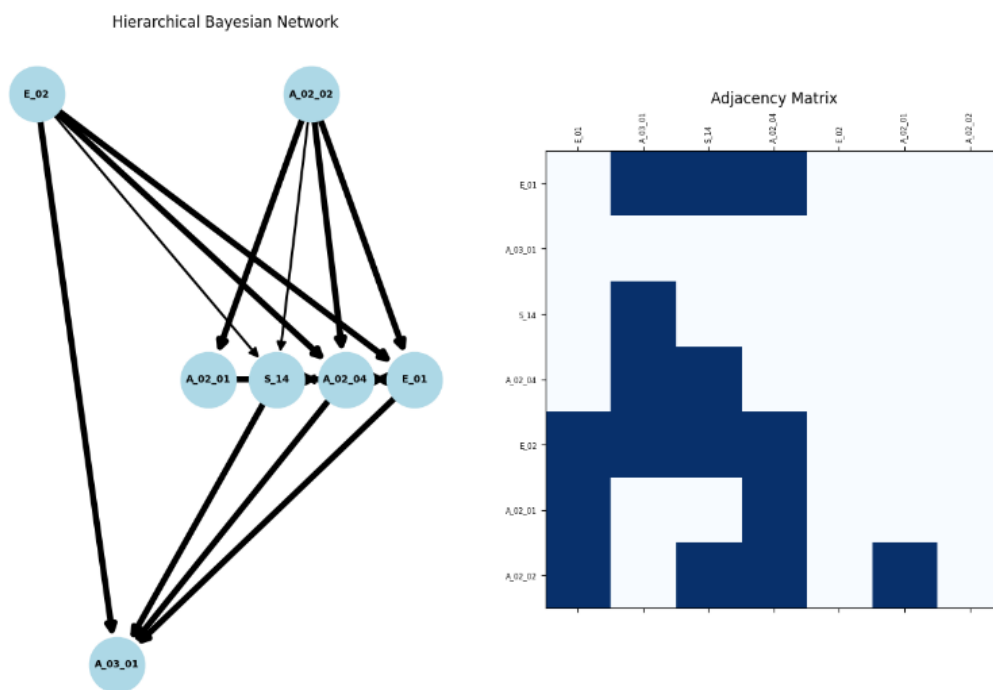 Hierarchical Bayesian Network
E_02
A_02_02
A_02_01
S_14
A_02_04
E_01
A_03_01
Adjacency Matrix
E_01
A_03_01
S_14
A_02_04
E_02
A_02_01
A_02_02
E_01
A_03_01
S_14
A_02_04
E_02
A_02_01
A_02_02